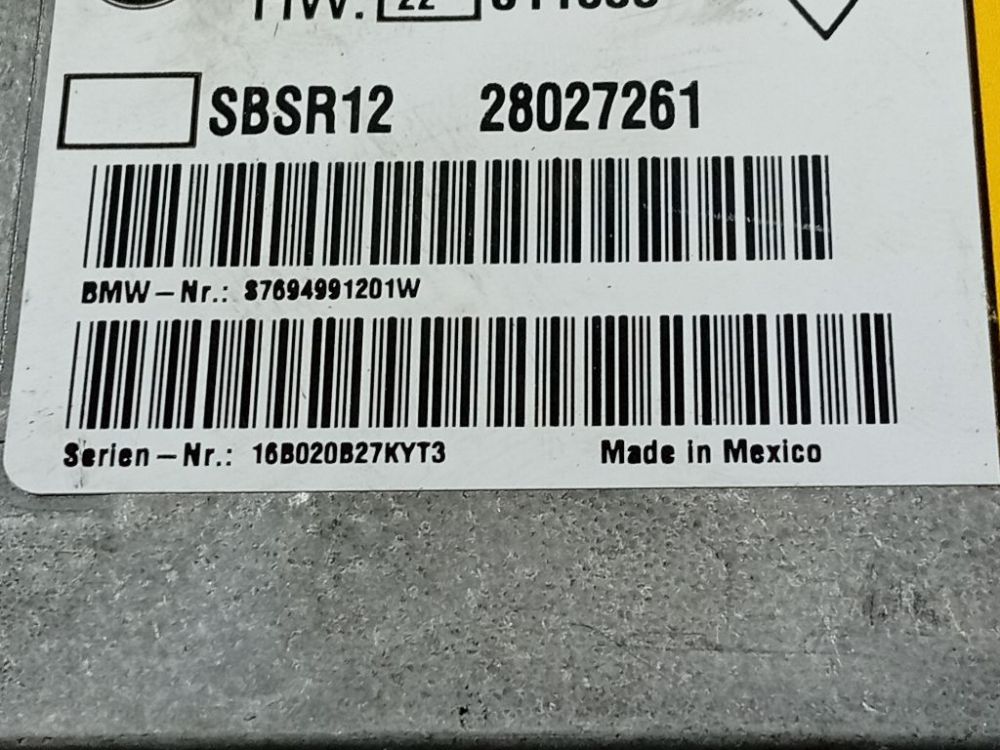 SBSR12 28027261
BMW-Nr.: 87694991201W
Serien-Nr.: 16B020B27KYT3
Made in Mexico